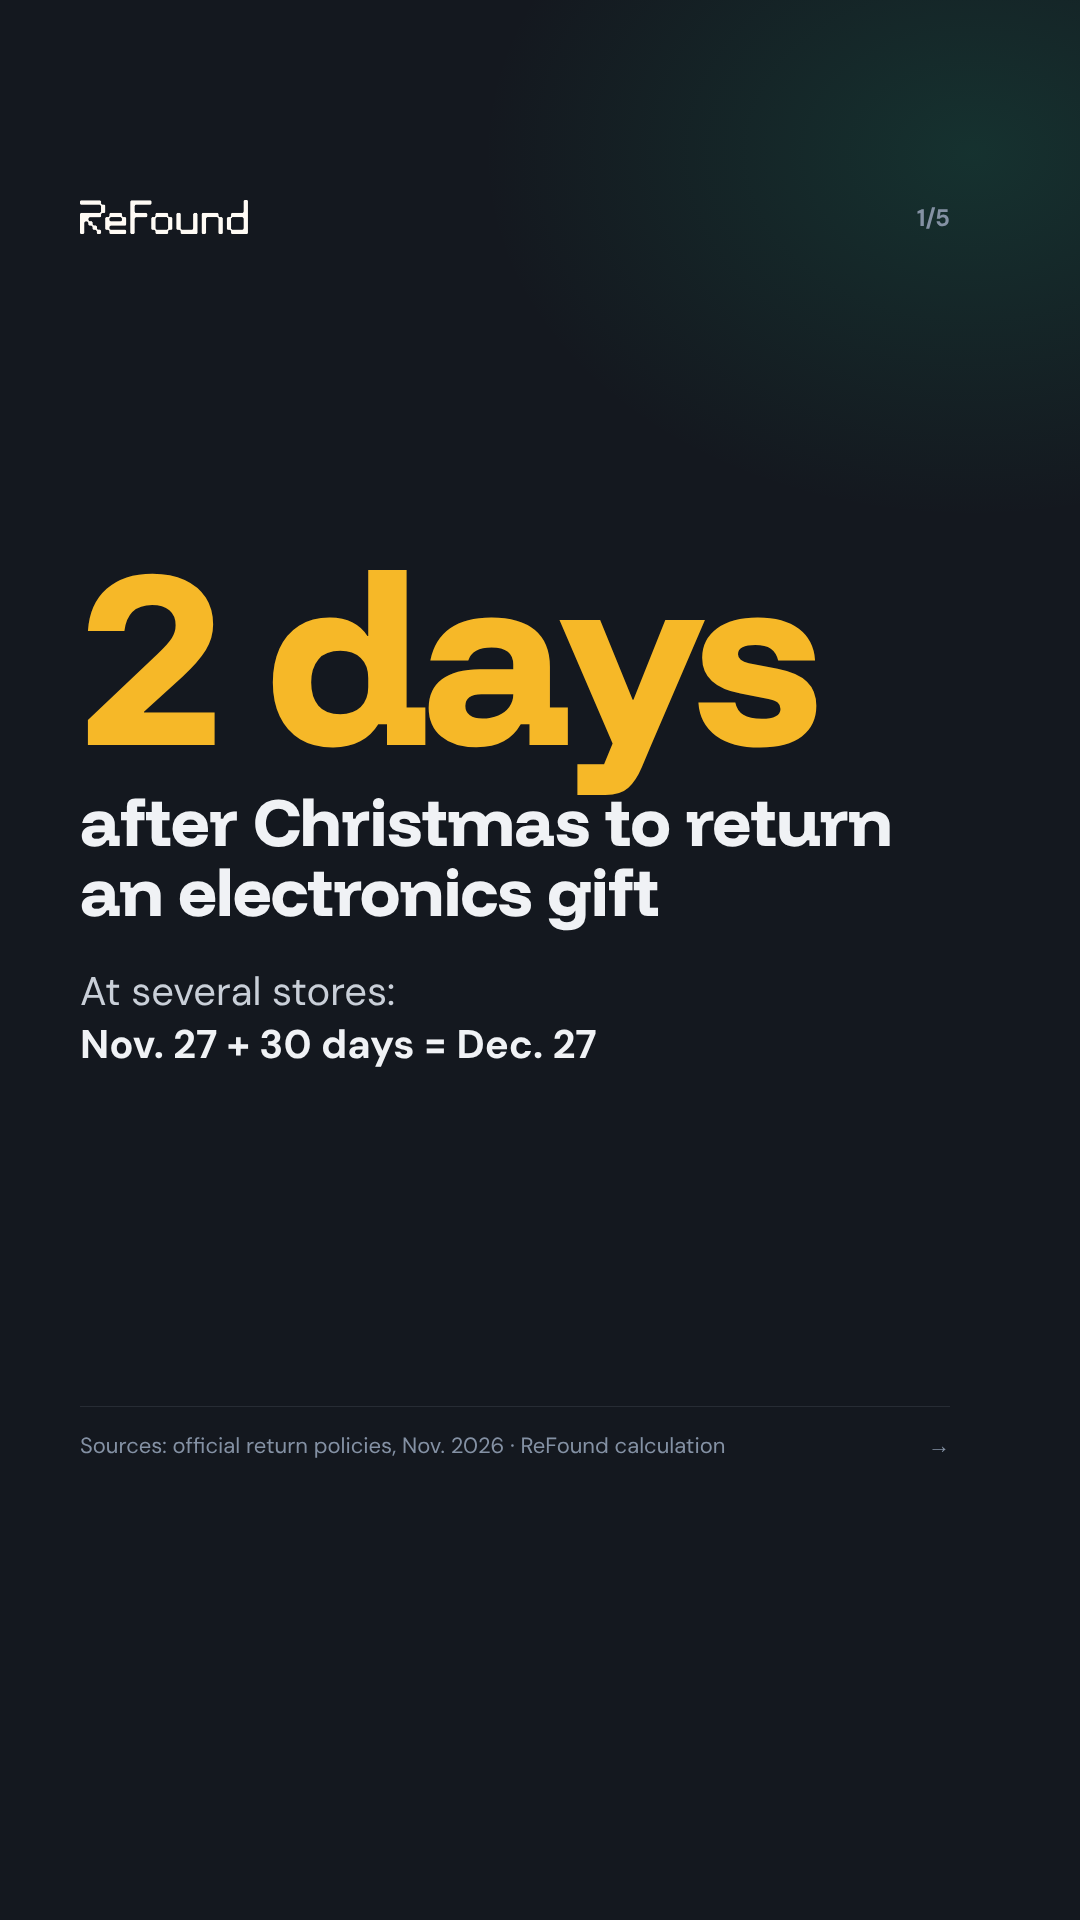 ReFound
1/5
2 days
after Christmas to return
an electronics gift
At several stores:
Nov. 27 + 30 days = Dec. 27
Sources: official return policies, Nov. 2026 · ReFound calculation →